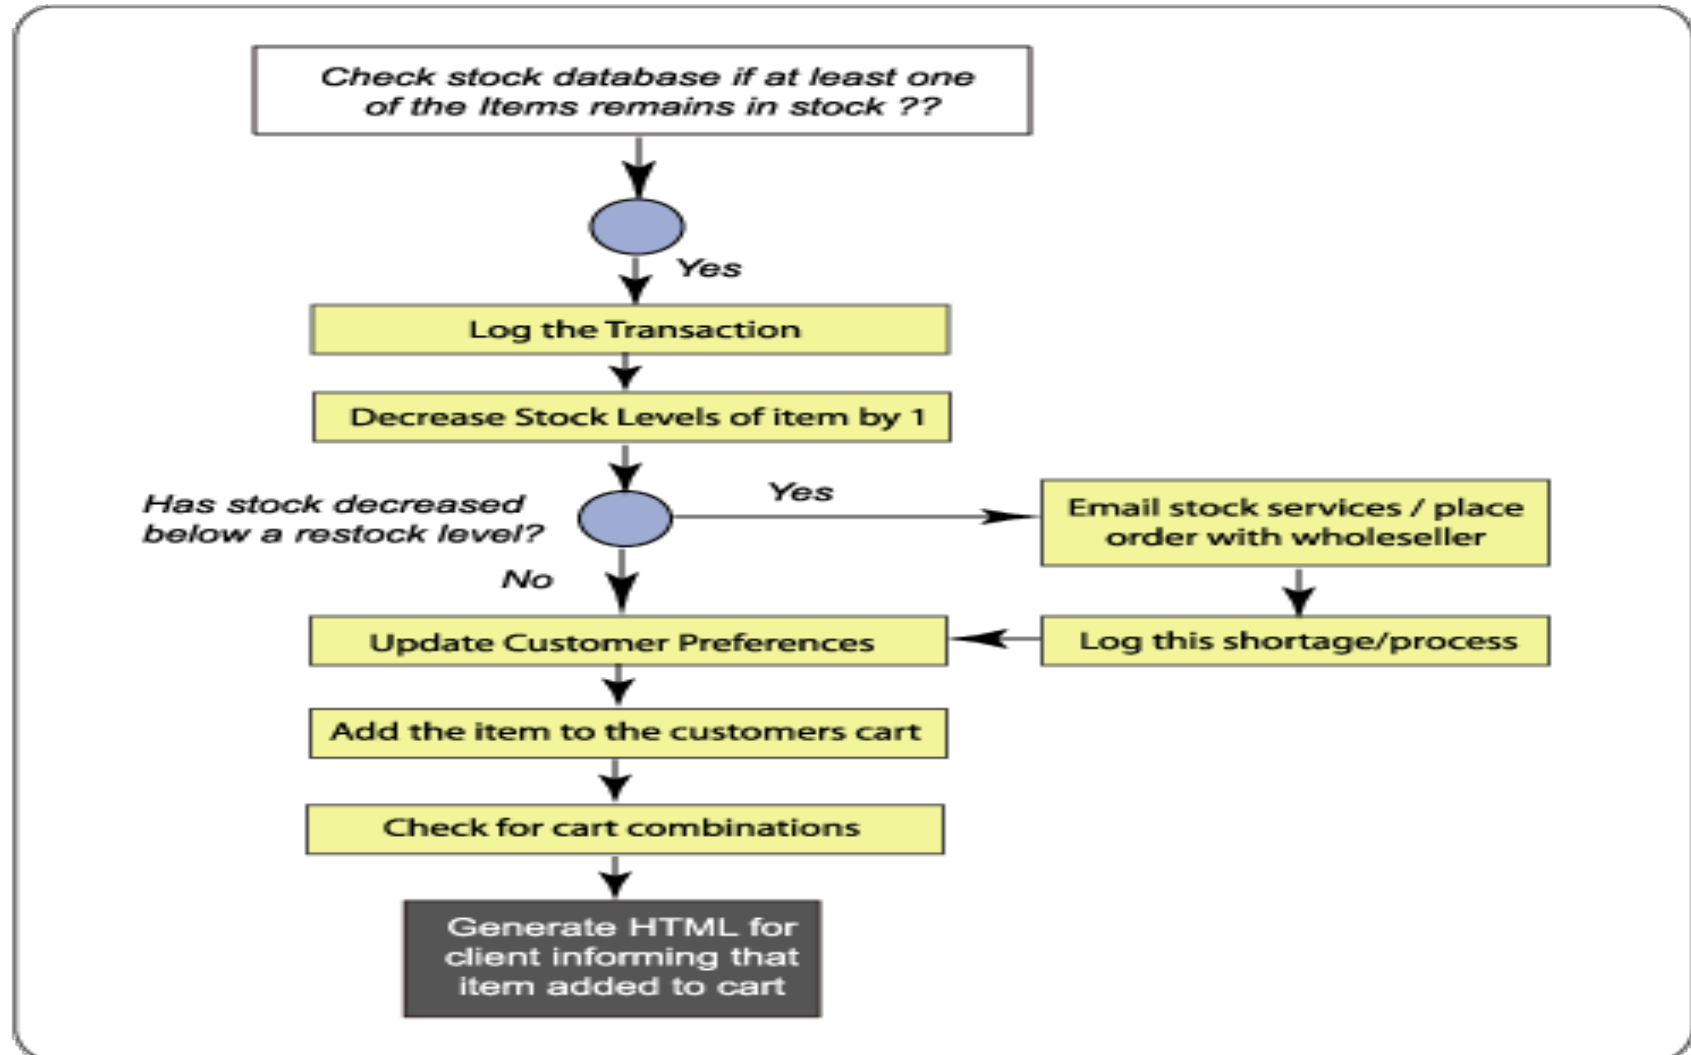 Check stock database if at least one
of the Items remains in stock ??
Yes
Log the Transaction
Decrease Stock Levels of item by 1
Has stock decreased
below a restock level?
Yes
Email stock services / place
order with wholeseller
No
Update Customer Preferences
Log this shortage/process
Add the item to the customers cart
Check for cart combinations
Generate HTML for
client informing that
item added to cart